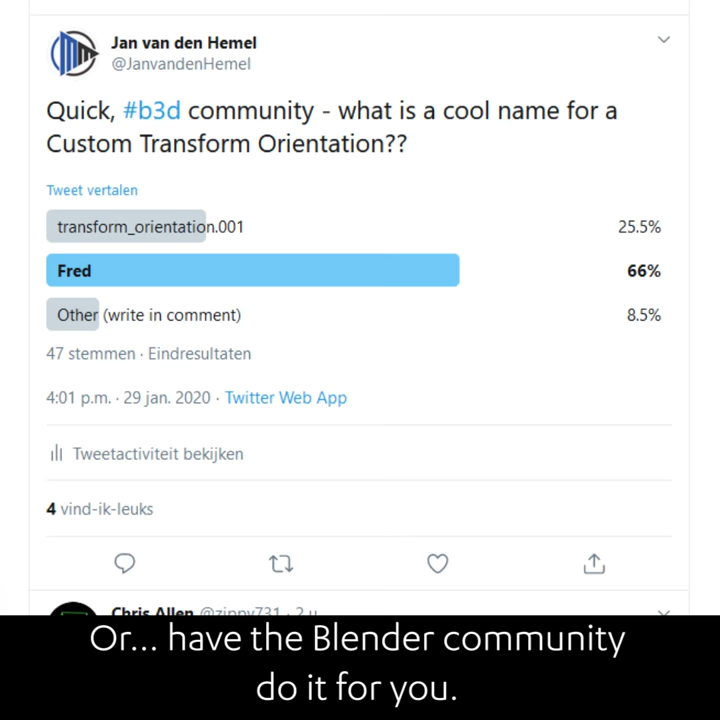 Jan van den Hemel
@JanvandenHemel
Quick, #b3d community - what is a cool name for a
Custom Transform Orientation??
Tweet vertalen
transform_orientation.001 25.5%
Fred 66%
Other (write in comment) 8.5%
47 stemmen · Eindresultaten
4:01 p.m. · 29 jan. 2020 · Twitter Web App
Tweetactiviteit bekijken
4 vind-ik-leuks
Chris Allen @zippy731 · 2 u
Or... have the Blender community
do it for you.